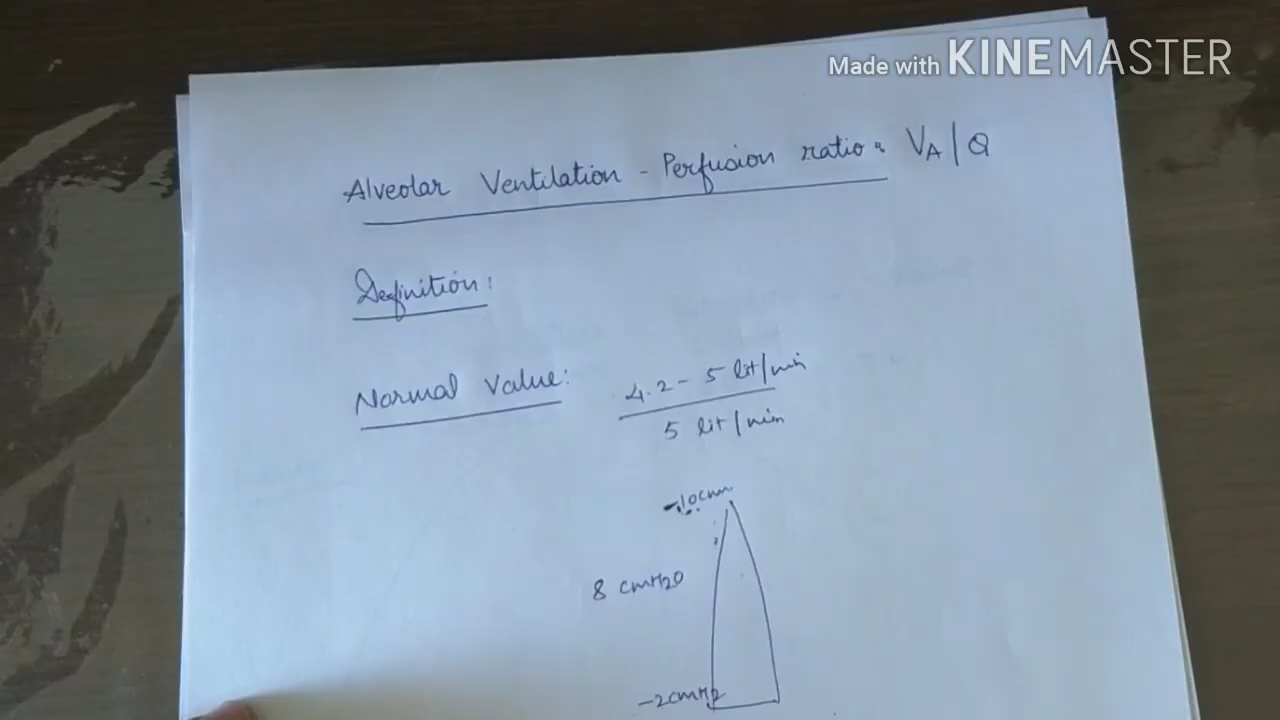 Made with KINEMASTER
Alveolar Ventilation - Perfusion ratio: VA/Q
Definition:
Normal Value:
4.2 - 5 lit/min
5 lit/min
-10cm
8 cmH2O
-2cmH2